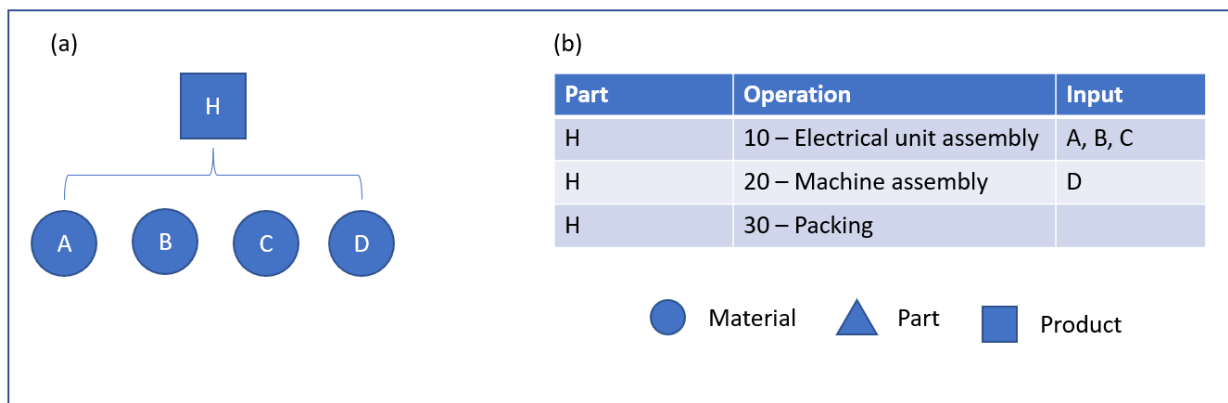 (a)
H
A
B
C
D
(b)
Part Operation Input
H 10 – Electrical unit assembly A, B, C
H 20 – Machine assembly D
H 30 – Packing
Material Part Product